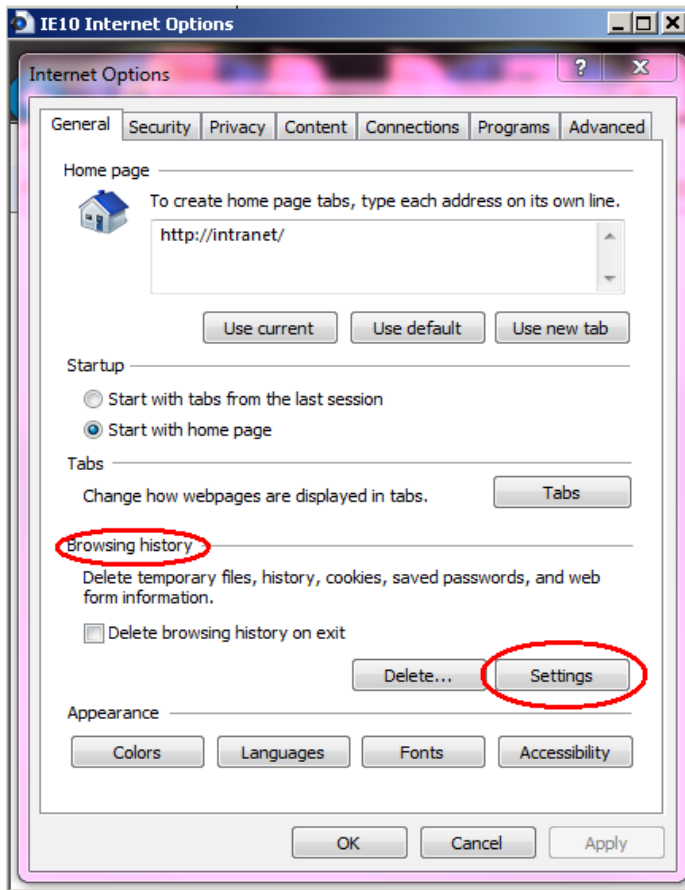 IE10 Internet Options
Internet Options
General Security Privacy Content Connections Programs Advanced
Home page
To create home page tabs, type each address on its own line.
http://intranet/
Use current Use default Use new tab
Startup
Start with tabs from the last session
Start with home page
Tabs
Change how webpages are displayed in tabs.
Tabs
Browsing history
Delete temporary files, history, cookies, saved passwords, and web
form information.
Delete browsing history on exit
Delete... Settings
Appearance
Colors Languages Fonts Accessibility
OK Cancel Apply